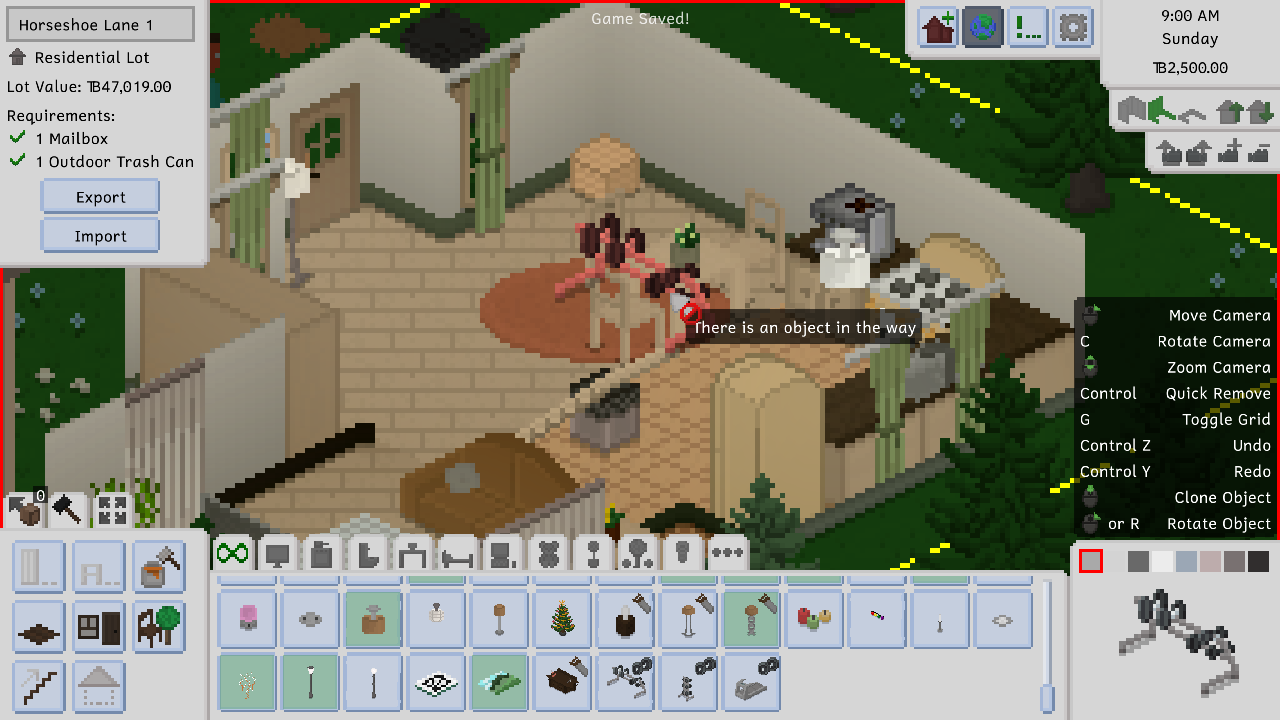 Horseshoe Lane 1
Residential Lot
Lot Value: ₸B47,019.00
Requirements:
1 Mailbox
1 Outdoor Trash Can
Export
Import
Game Saved!
9:00 AM
Sunday
₸B2,500.00
There is an object in the way
Move Camera
C Rotate Camera
Zoom Camera
Control Quick Remove
G Toggle Grid
Control Z Undo
Control Y Redo
Clone Object
or R Rotate Object
0